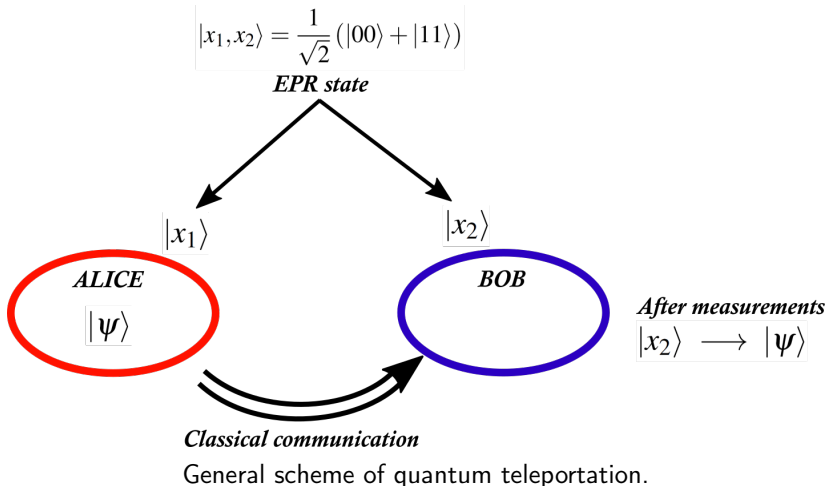 |x₁,x₂⟩ = 1/√2 (|00⟩ + |11⟩)
EPR state
|x₁⟩
|x₂⟩
ALICE
BOB
|ψ⟩
After measurements
|x₂⟩ ⟶ |ψ⟩
Classical communication
General scheme of quantum teleportation.